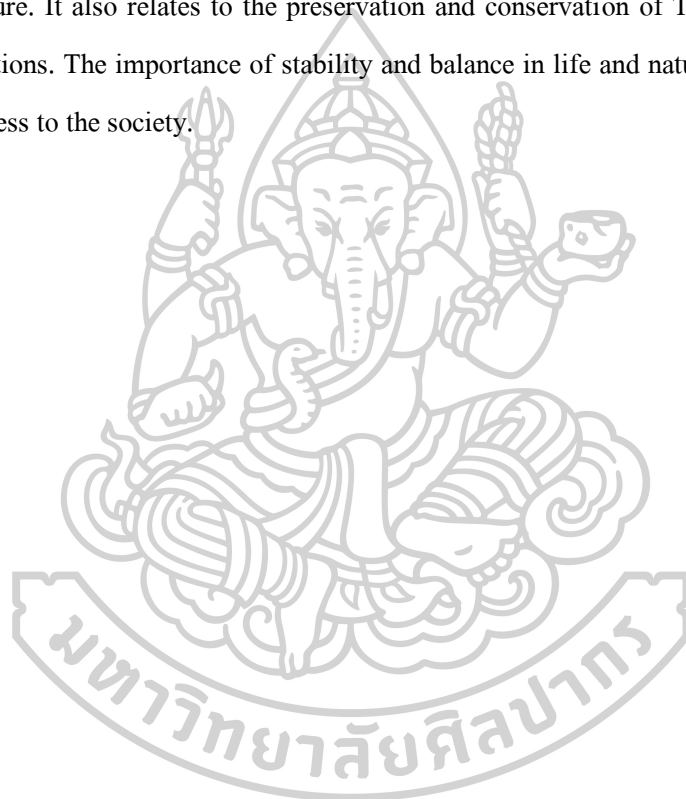 ure. It also relates to the preservation and conservation of T
tions. The importance of stability and balance in life and natu
ess to the society.
มหาวิทยาลัยศิลปากร